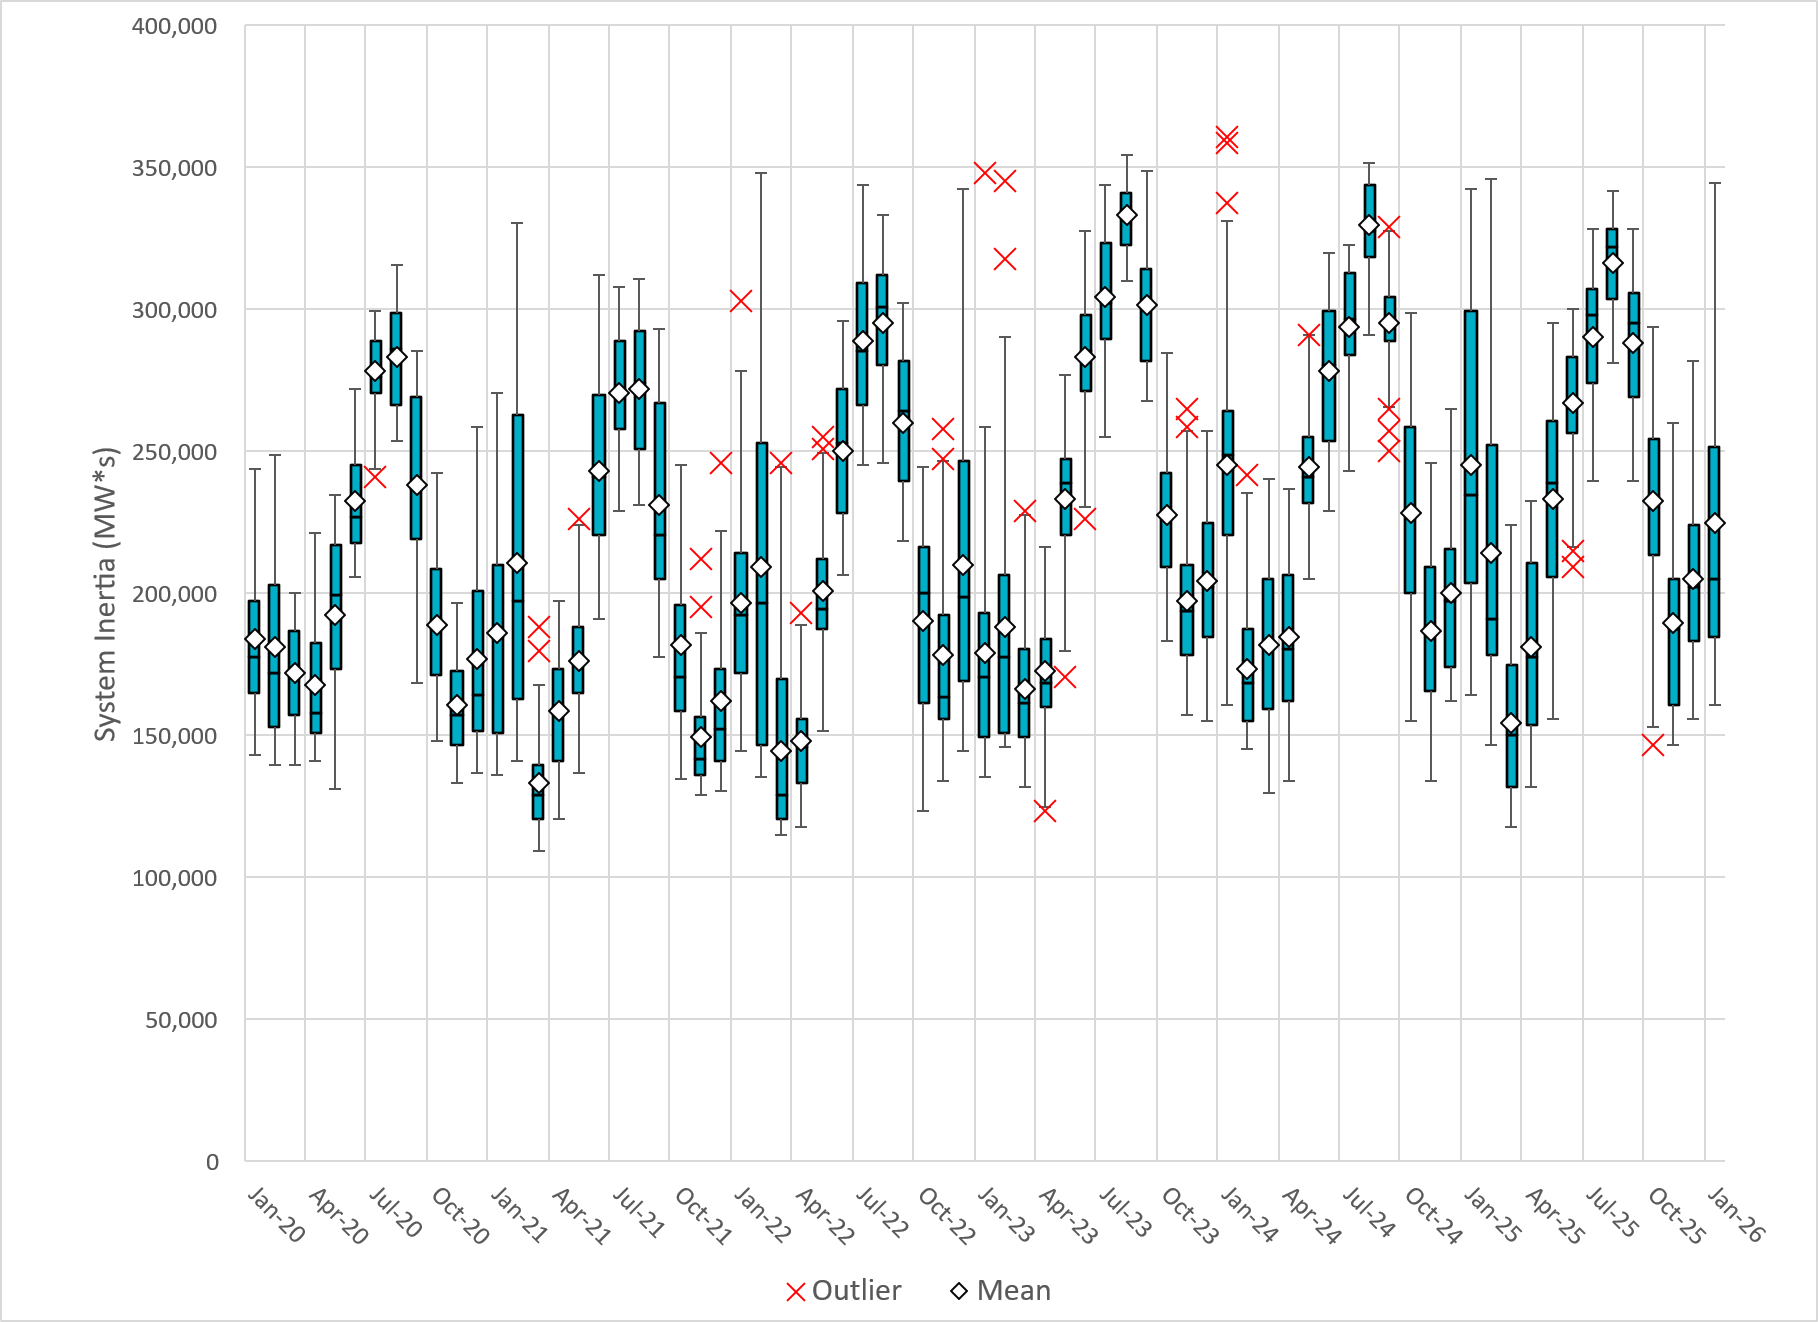 400,000
350,000
300,000
250,000
200,000
150,000
100,000
50,000
0
System Inertia (MW*s)
Jan-20
Apr-20
Jul-20
Oct-20
Jan-21
Apr-21
Jul-21
Oct-21
Jan-22
Apr-22
Jul-22
Oct-22
Jan-23
Apr-23
Jul-23
Oct-23
Jan-24
Apr-24
Jul-24
Oct-24
Jan-25
Apr-25
Jul-25
Oct-25
Jan-26
Outlier
Mean